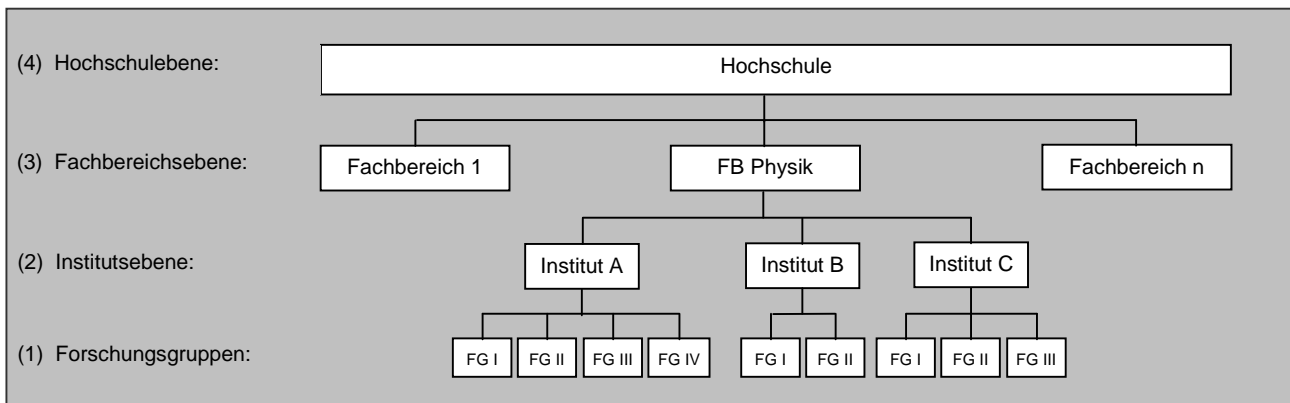 (4) Hochschulebene: Hochschule
(3) Fachbereichsebene: Fachbereich 1 FB Physik Fachbereich n
(2) Institutsebene: Institut A Institut B Institut C
(1) Forschungsgruppen: FG I FG II FG III FG IV FG I FG II FG I FG II FG III